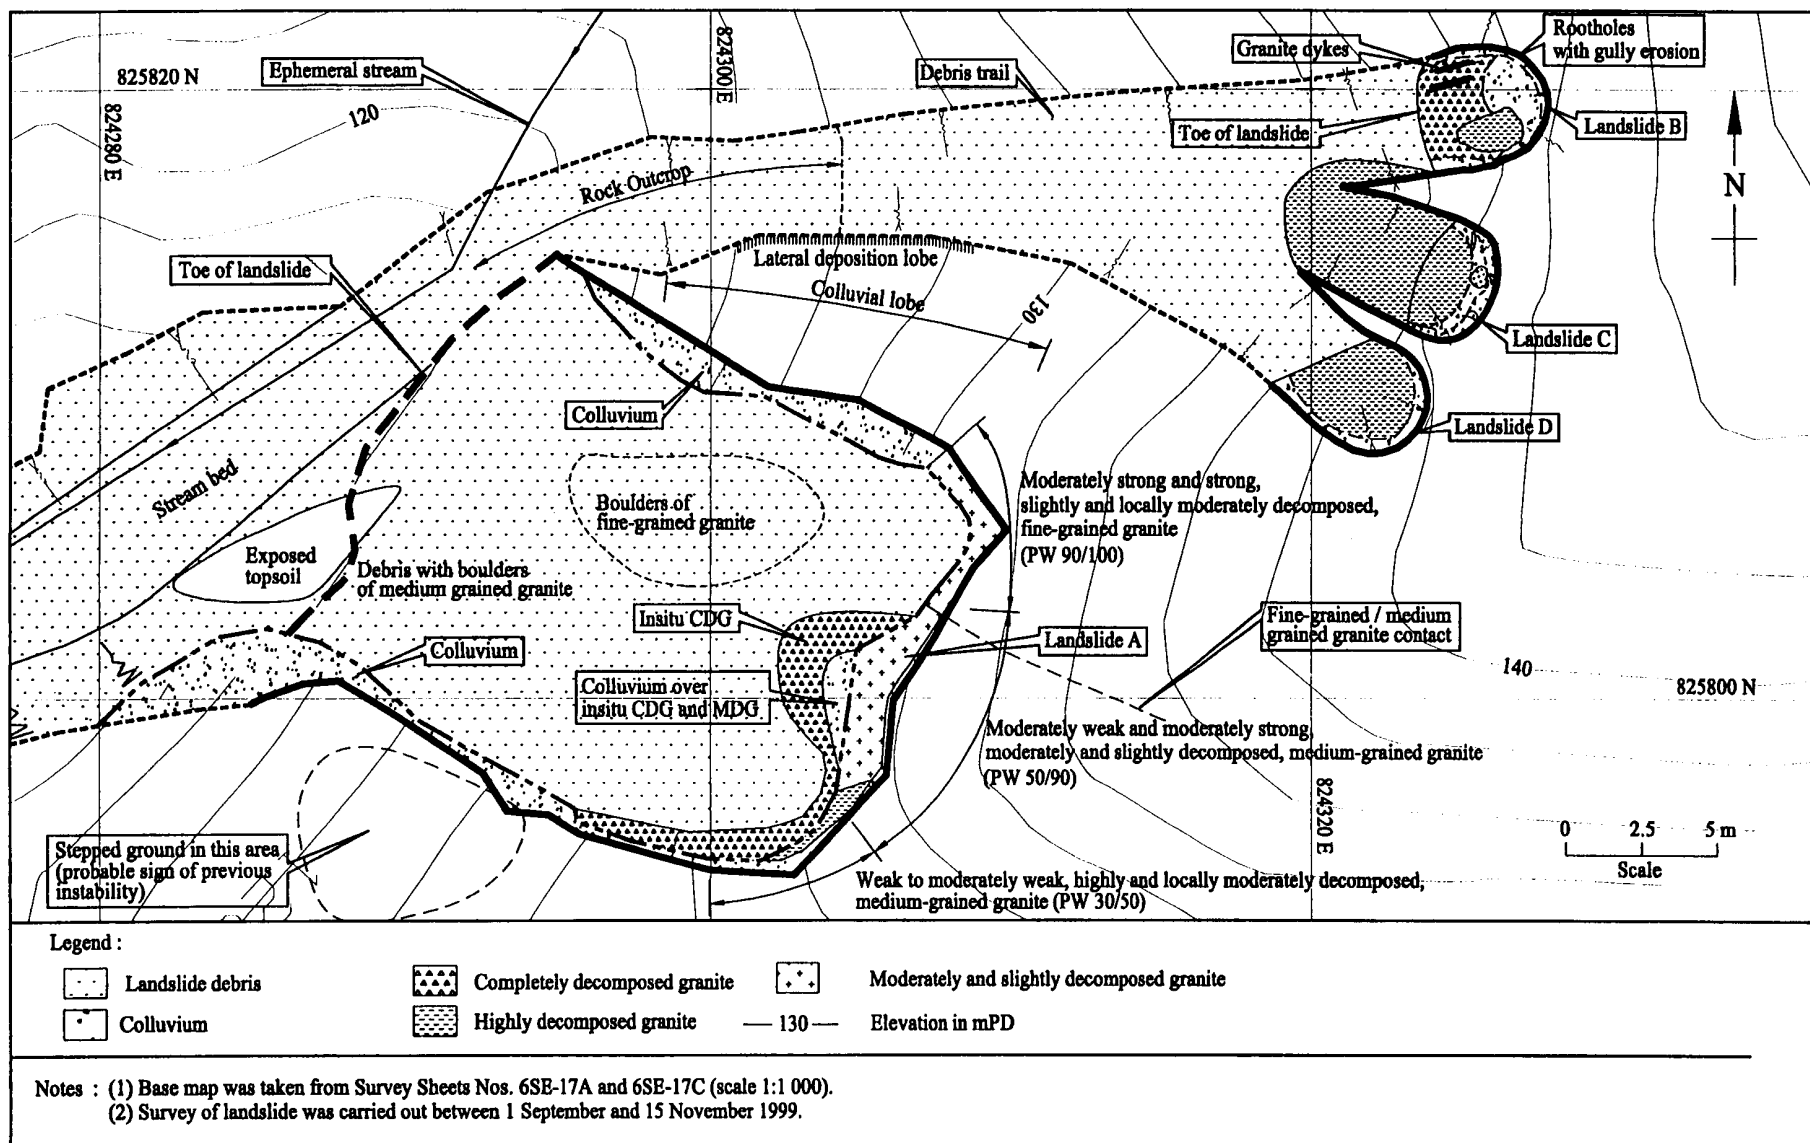 825820 N
Ephemeral stream
824300 E
Debris trail
Granite dykes
Rootholes
with gully erosion
120
824280 E
Toe of landslide
Landslide B
Rock Outcrop
N
Toe of landslide
Lateral deposition lobe
Colluvial lobe
130
Landslide C
Colluvium
Landslide D
Stream bed
Boulders of
fine-grained granite
Moderately strong and strong,
slightly and locally moderately decomposed,
fine-grained granite
(PW 90/100)
Exposed
topsoil
Debris with boulders
of medium grained granite
Insitu CDG
Landslide A
Fine-grained / medium
grained granite contact
Colluvium
140
825800 N
Colluvium over
insitu CDG and MDG
Moderately weak and moderately strong,
moderately and slightly decomposed, medium-grained granite
(PW 50/90)
824320 E
Stepped ground in this area
(probable sign of previous
instability)
0 2.5 5 m
Scale
Weak to moderately weak, highly and locally moderately decomposed,
medium-grained granite (PW 30/50)
Legend :
Landslide debris
Completely decomposed granite
Moderately and slightly decomposed granite
Colluvium
Highly decomposed granite
130
Elevation in mPD
Notes : (1) Base map was taken from Survey Sheets Nos. 6SE-17A and 6SE-17C (scale 1:1 000).
(2) Survey of landslide was carried out between 1 September and 15 November 1999.